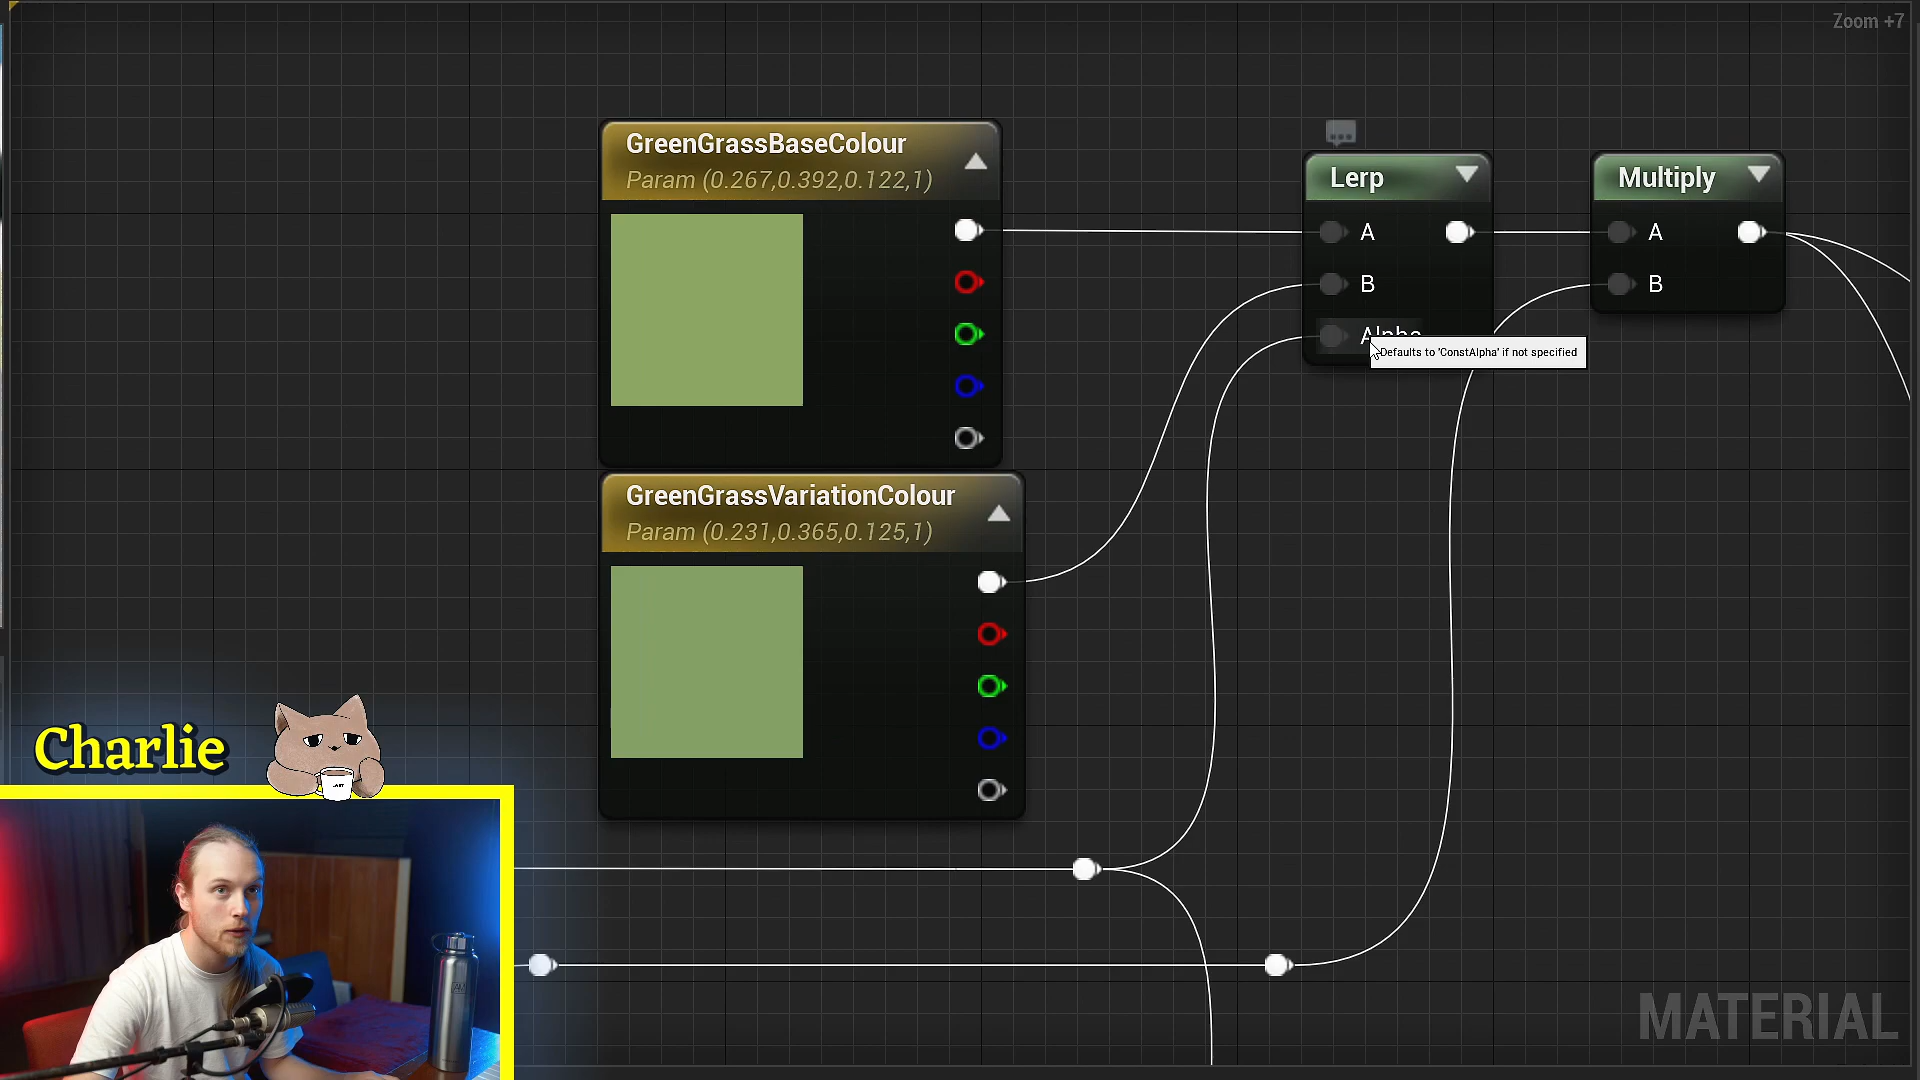 Zoom +7
GreenGrassBaseColour
Param (0.267,0.392,0.122,1)
Lerp
A
B
Multiply
A
B
Defaults to 'ConstAlpha' if not specified
GreenGrassVariationColour
Param (0.231,0.365,0.125,1)
Charlie
MATERIAL